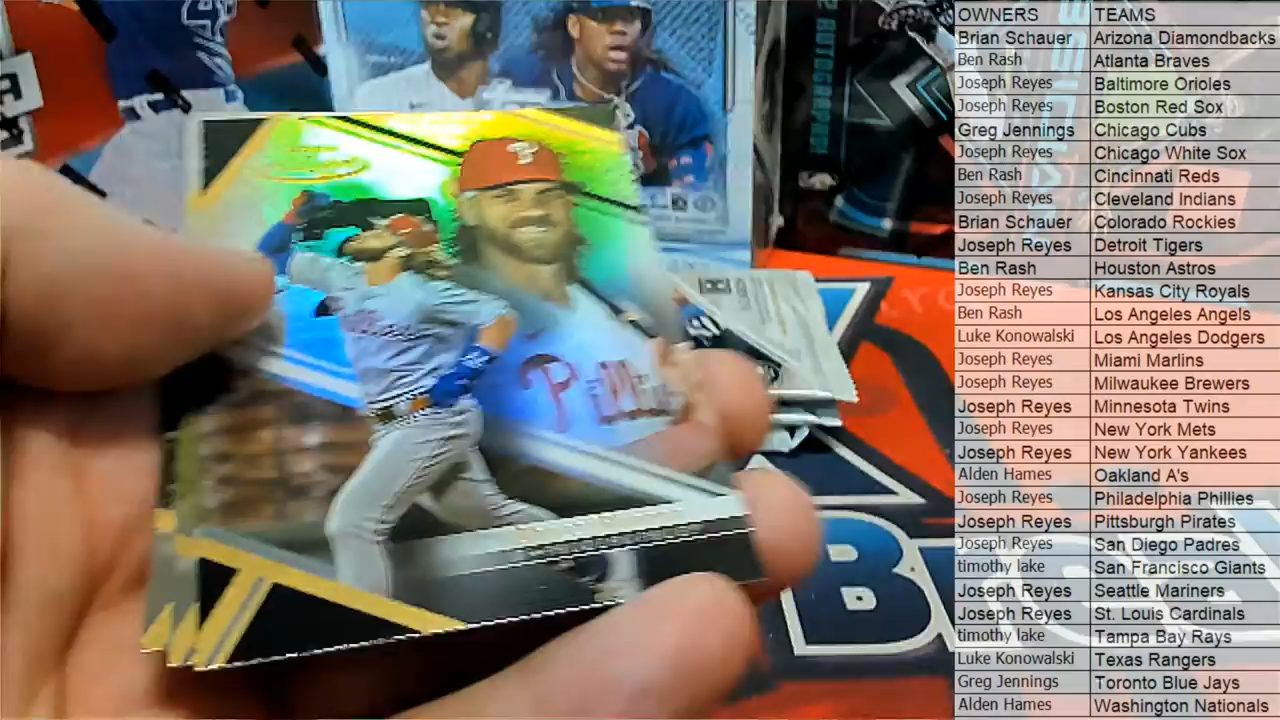 OWNERS TEAMS
Brian Schauer Arizona Diamondbacks
Ben Rash Atlanta Braves
Joseph Reyes Baltimore Orioles
Joseph Reyes Boston Red Sox
Greg Jennings Chicago Cubs
Joseph Reyes Chicago White Sox
Ben Rash Cincinnati Reds
Joseph Reyes Cleveland Indians
Brian Schauer Colorado Rockies
Joseph Reyes Detroit Tigers
Ben Rash Houston Astros
Joseph Reyes Kansas City Royals
Ben Rash Los Angeles Angels
Luke Konowalski Los Angeles Dodgers
Joseph Reyes Miami Marlins
Joseph Reyes Milwaukee Brewers
Joseph Reyes Minnesota Twins
Joseph Reyes New York Mets
Joseph Reyes New York Yankees
Alden Hames Oakland A's
Joseph Reyes Philadelphia Phillies
Joseph Reyes Pittsburgh Pirates
Joseph Reyes San Diego Padres
timothy lake San Francisco Giants
Joseph Reyes Seattle Mariners
Joseph Reyes St. Louis Cardinals
timothy lake Tampa Bay Rays
Luke Konowalski Texas Rangers
Greg Jennings Toronto Blue Jays
Alden Hames Washington Nationals
P
Phillies